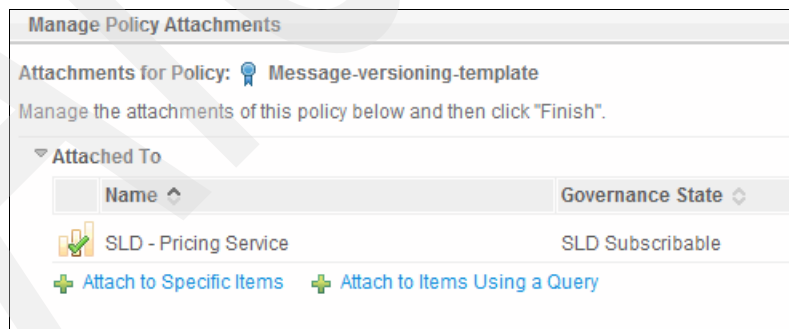 Manage Policy Attachments
Attachments for Policy: Message-versioning-template
Manage the attachments of this policy below and then click "Finish".
Attached To
Name Governance State
SLD - Pricing Service SLD Subscribable
Attach to Specific Items Attach to Items Using a Query